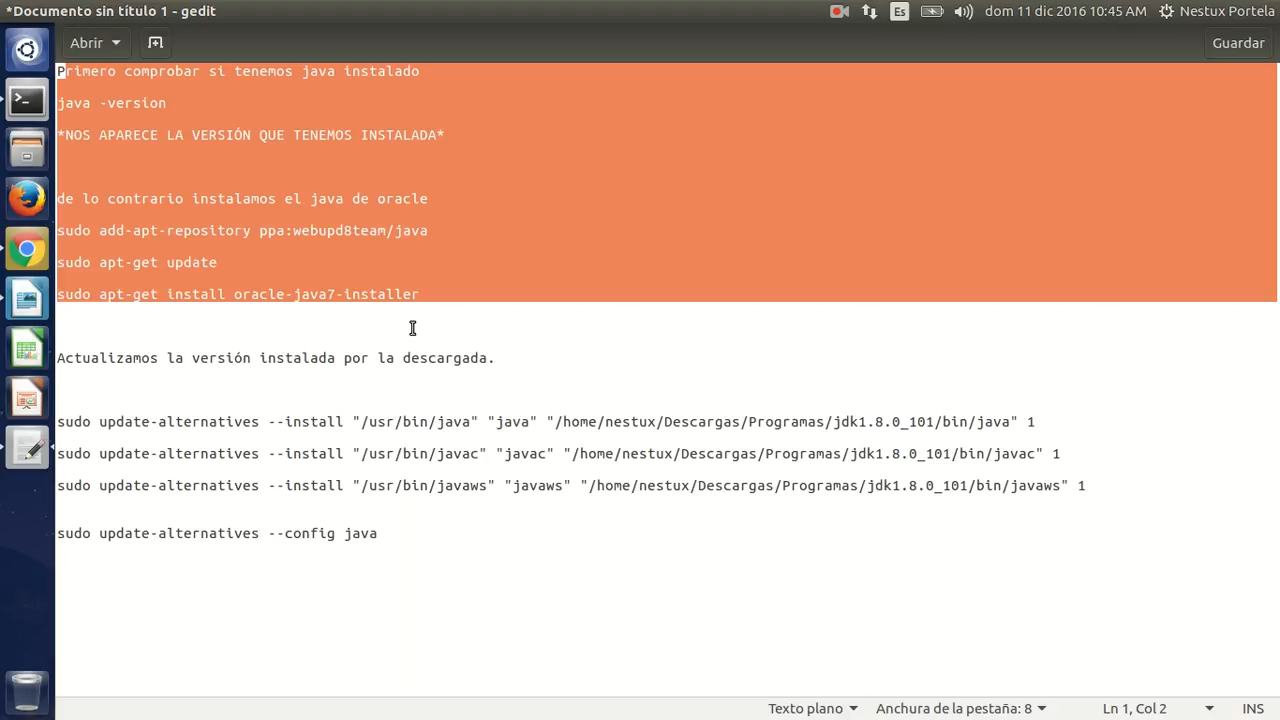 *Documento sin título 1 - gedit
Es
dom 11 dic 2016 10:45 AM
Nestux Portela
Abrir
Guardar
Primero comprobar si tenemos java instalado
java -version
*NOS APARECE LA VERSIÓN QUE TENEMOS INSTALADA*
de lo contrario instalamos el java de oracle
sudo add-apt-repository ppa:webupd8team/java
sudo apt-get update
sudo apt-get install oracle-java7-installer
Actualizamos la versión instalada por la descargada.
sudo update-alternatives --install "/usr/bin/java" "java" "/home/nestux/Descargas/Programas/jdk1.8.0_101/bin/java" 1
sudo update-alternatives --install "/usr/bin/javac" "javac" "/home/nestux/Descargas/Programas/jdk1.8.0_101/bin/javac" 1
sudo update-alternatives --install "/usr/bin/javaws" "javaws" "/home/nestux/Descargas/Programas/jdk1.8.0_101/bin/javaws" 1
sudo update-alternatives --config java
Texto plano
Anchura de la pestaña: 8
Ln 1, Col 2
INS